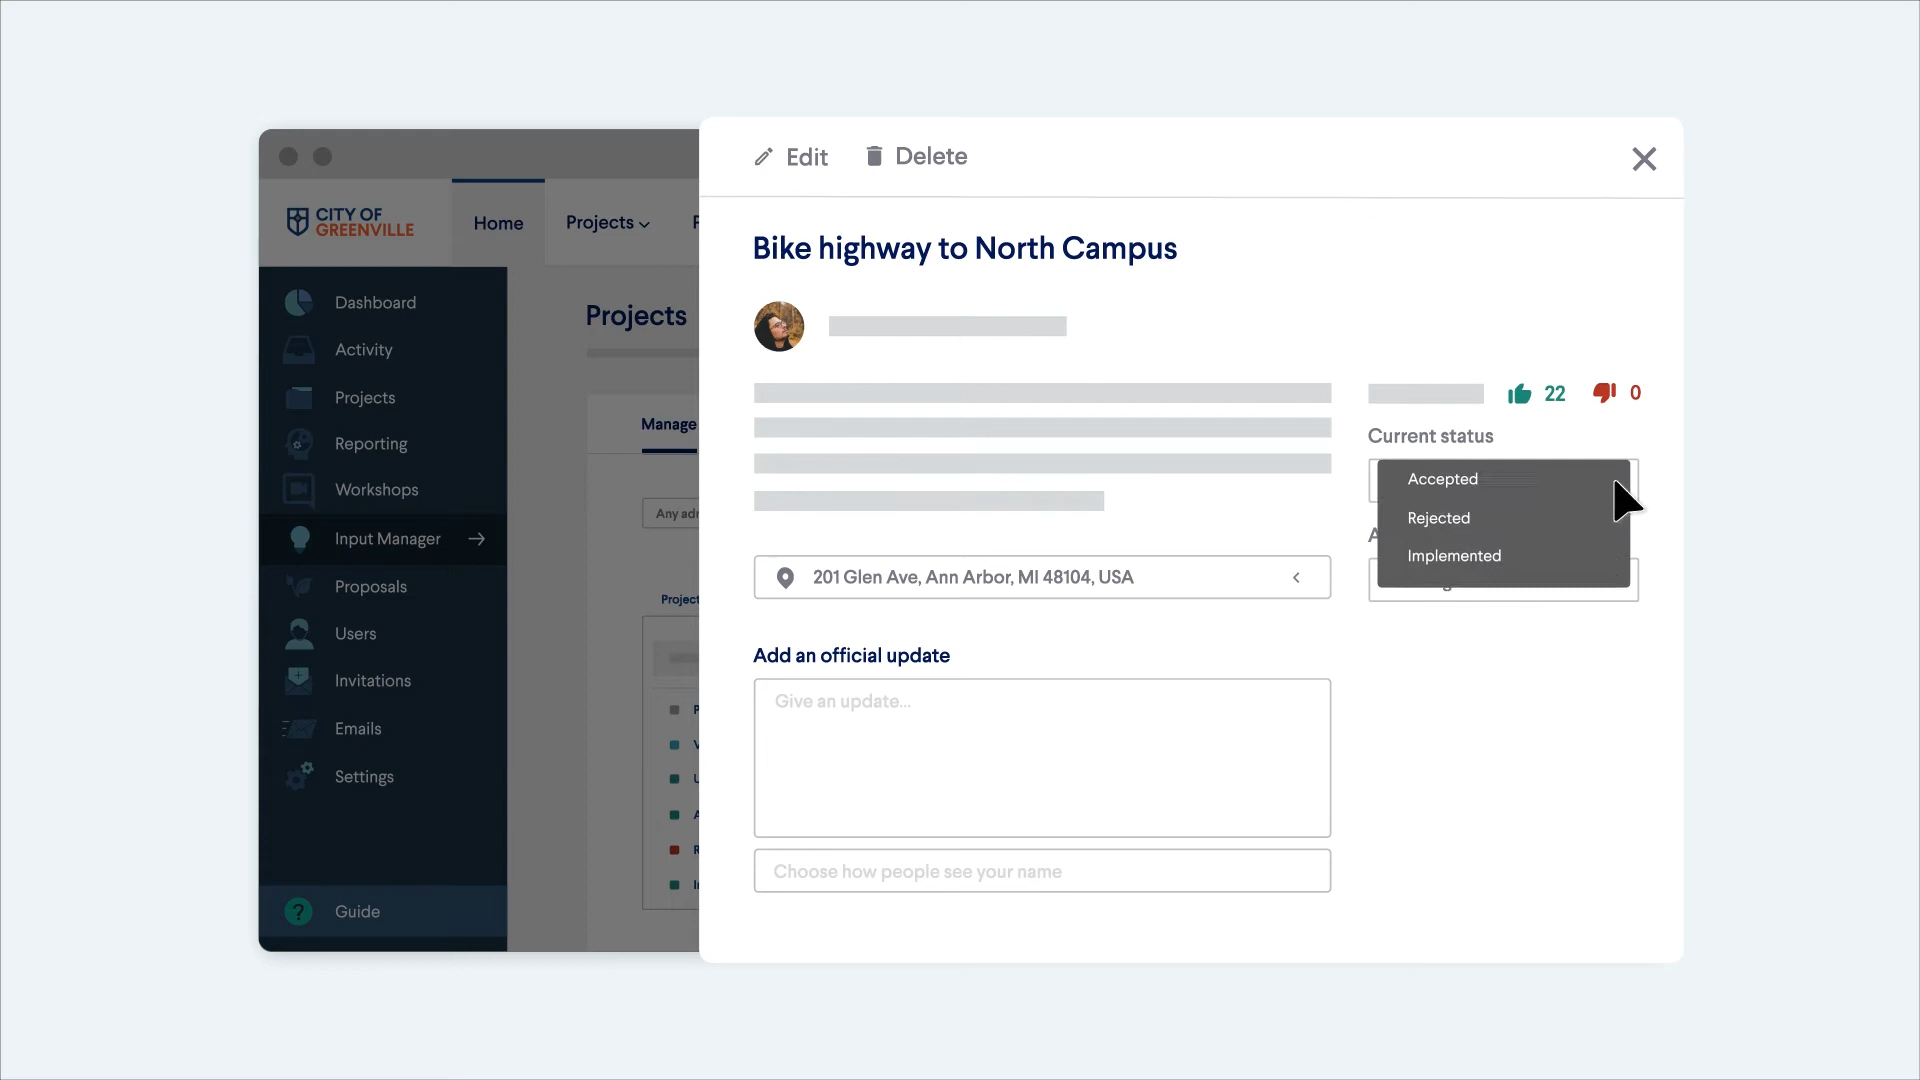 Edit
Delete
CITY OF
GREENVILLE
Home
Projects
Bike highway to North Campus
Dashboard
Activity
Projects
Reporting
Workshops
Input Manager
Proposals
Users
Invitations
Emails
Settings
Guide
Projects
Manage
Any
Project
22
0
Current status
Accepted
Rejected
Implemented
201 Glen Ave, Ann Arbor, MI 48104, USA
Add an official update
Give an update...
Choose how people see your name